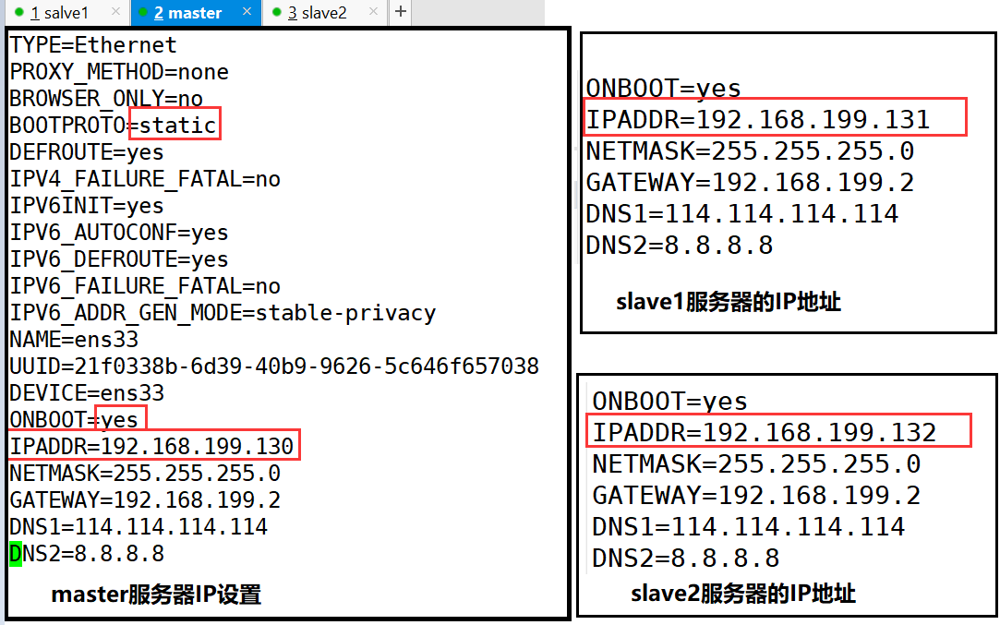 1 salve1 × 2 master × 3 slave2 × +
TYPE=Ethernet
PROXY_METHOD=none
BROWSER_ONLY=no
BOOTPROTO=static
DEFROUTE=yes
IPV4_FAILURE_FATAL=no
IPV6INIT=yes
IPV6_AUTOCONF=yes
IPV6_DEFROUTE=yes
IPV6_FAILURE_FATAL=no
IPV6_ADDR_GEN_MODE=stable-privacy
NAME=ens33
UUID=21f0338b-6d39-40b9-9626-5c646f657038
DEVICE=ens33
ONBOOT=yes
IPADDR=192.168.199.130
NETMASK=255.255.255.0
GATEWAY=192.168.199.2
DNS1=114.114.114.114
DNS2=8.8.8.8
master服务器IP设置
ONBOOT=yes
IPADDR=192.168.199.131
NETMASK=255.255.255.0
GATEWAY=192.168.199.2
DNS1=114.114.114.114
DNS2=8.8.8.8
slave1服务器的IP地址
ONBOOT=yes
IPADDR=192.168.199.132
NETMASK=255.255.255.0
GATEWAY=192.168.199.2
DNS1=114.114.114.114
DNS2=8.8.8.8
slave2服务器的IP地址